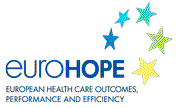 euroHOPE
EUROPEAN HEALTH CARE OUTCOMES,
PERFORMANCE AND EFFICIENCY